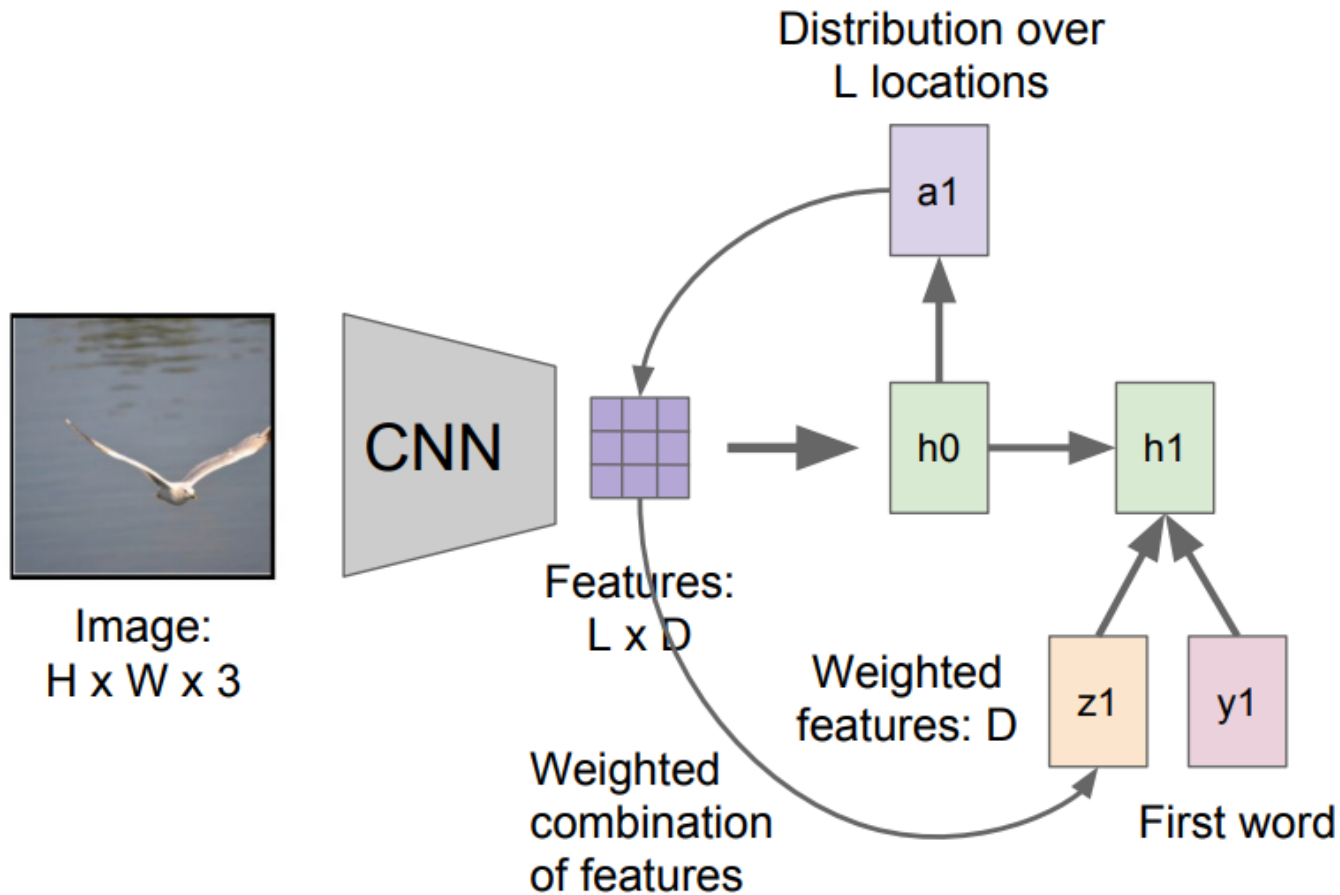 Distribution over
L locations
a1
CNN
h0
h1
Features:
L x D
Image:
H x W x 3
Weighted
features: D
z1
y1
Weighted
combination
of features
First word